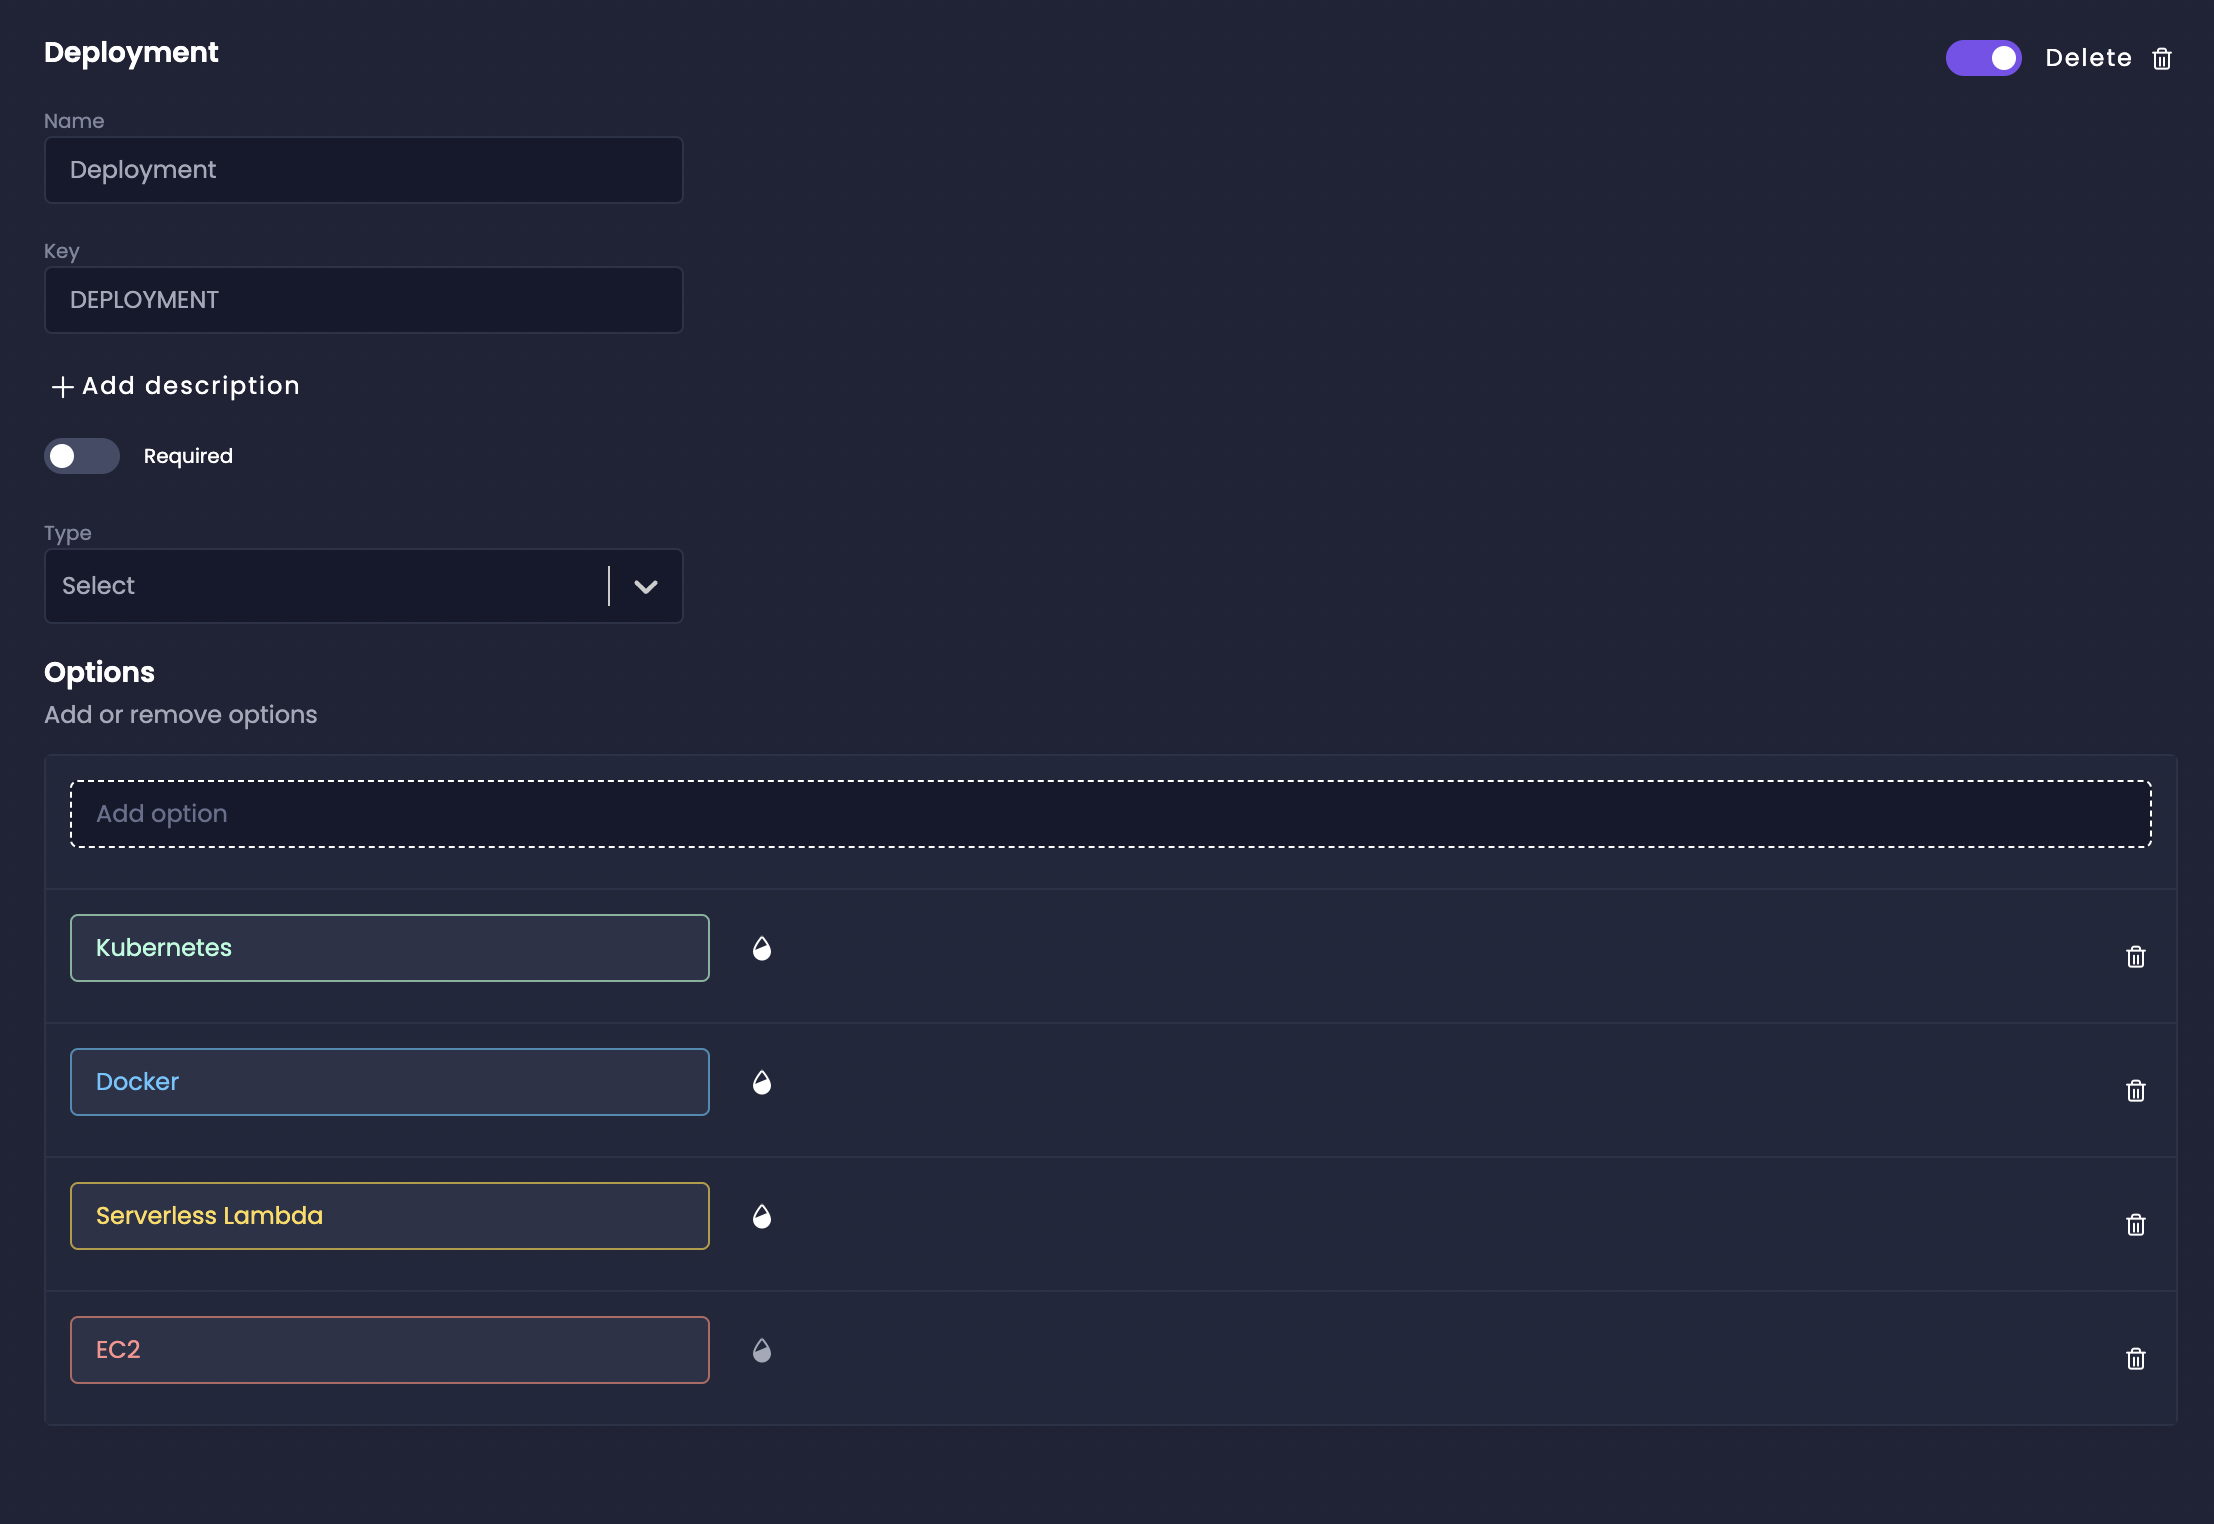 Deployment
Delete
Name
Deployment
Key
DEPLOYMENT
Add description
Required
Type
Select
Options
Add or remove options
Add option
Kubernetes
Docker
Serverless Lambda
EC2